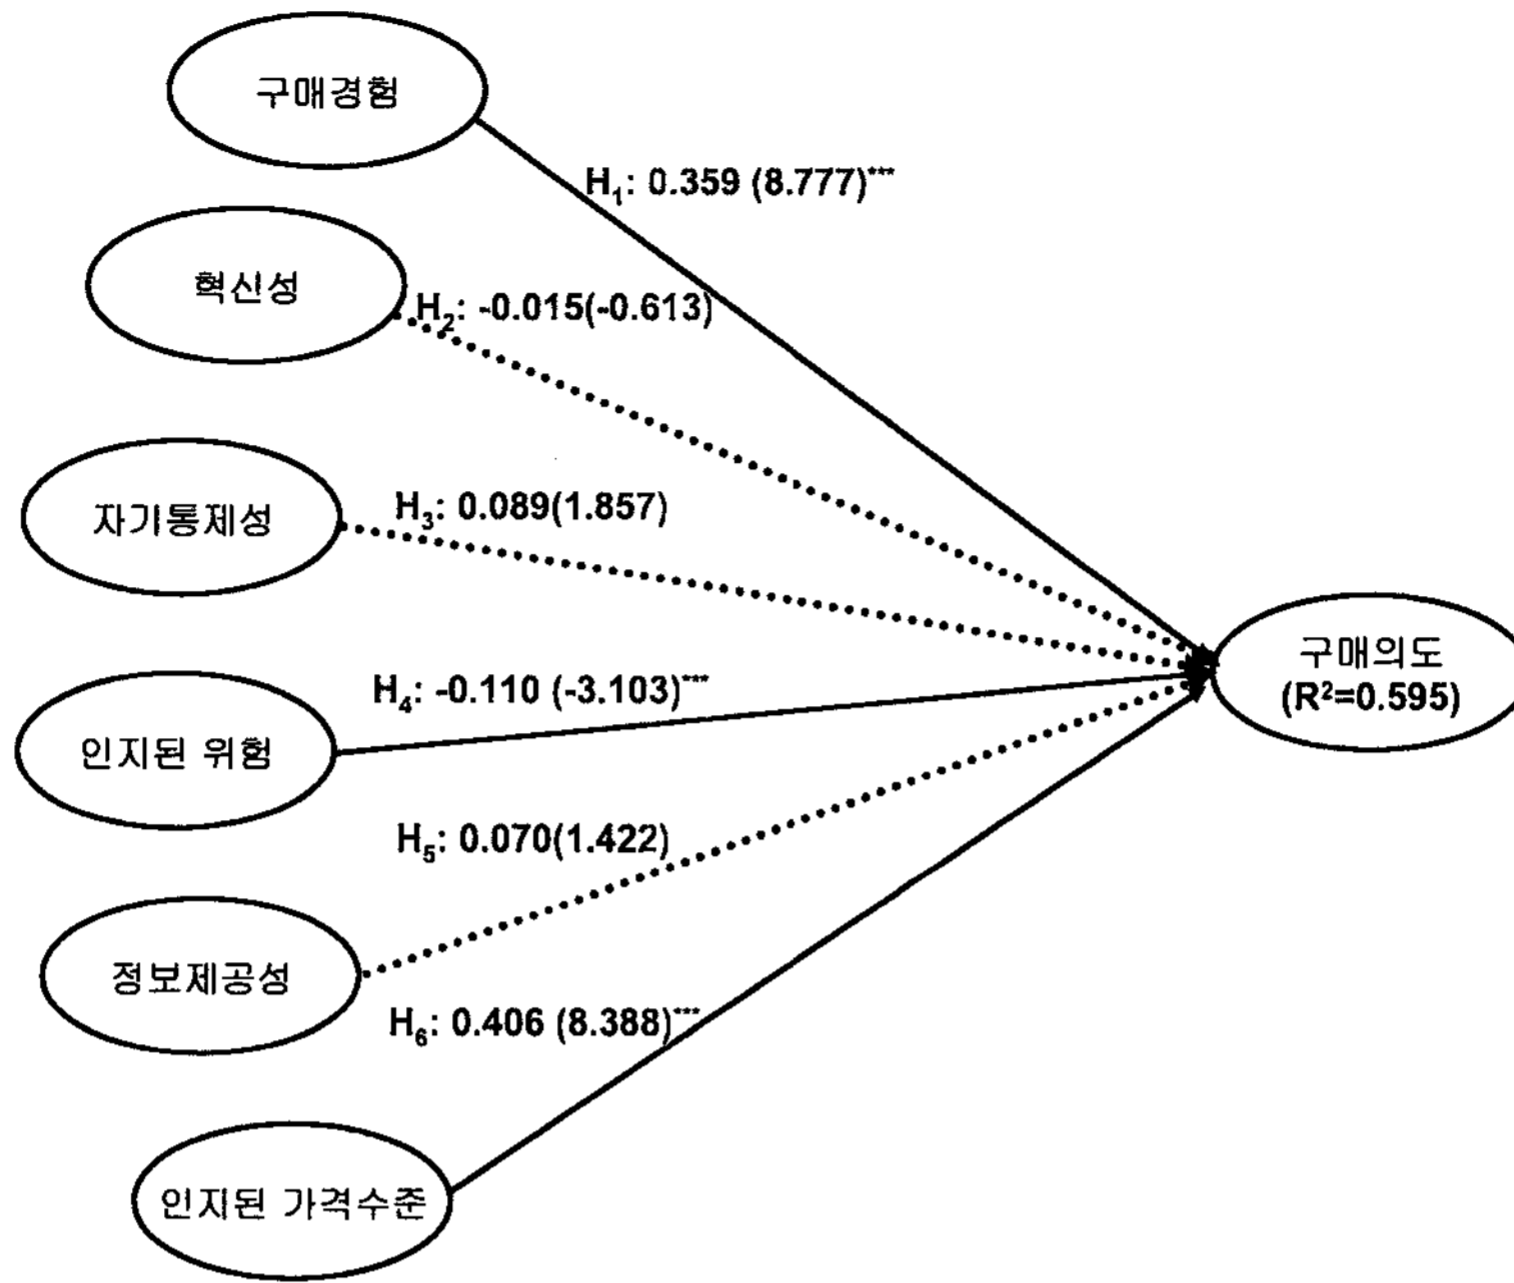 구매경험
H₁: 0.359 (8.777)***
혁신성
H₂: -0.015(-0.613)
자기통제성
H₃: 0.089(1.857)
구매의도
(R²=0.595)
H₄: -0.110 (-3.103)***
인지된 위험
H₅: 0.070(1.422)
정보제공성
H₆: 0.406 (8.388)***
인지된 가격수준